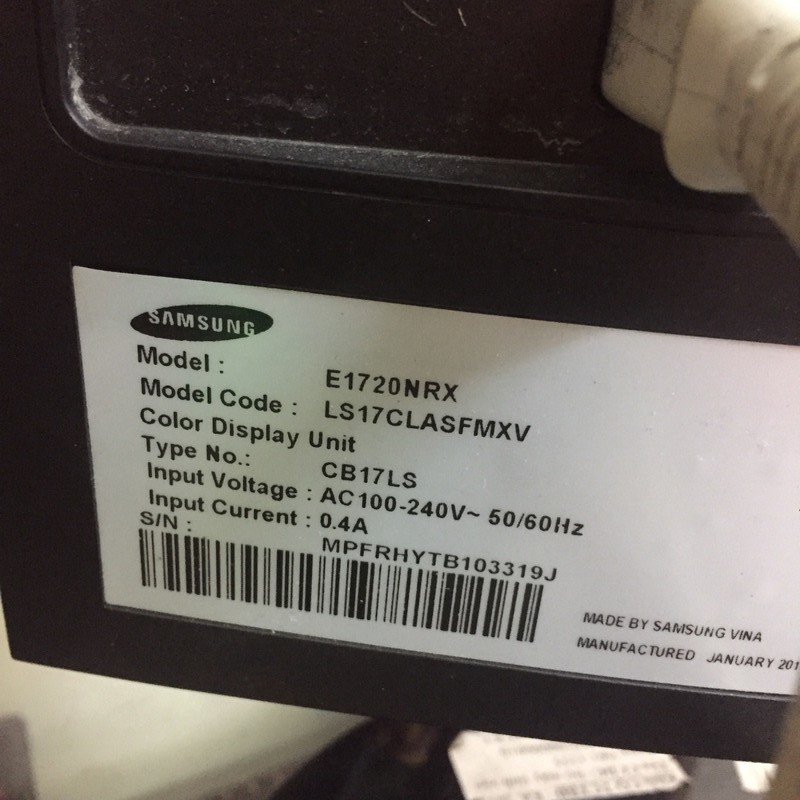 SAMSUNG
Model : E1720NRX
Model Code : LS17CLASFMXV
Color Display Unit
Type No.: CB17LS
Input Voltage : AC100-240V~ 50/60Hz
Input Current : 0.4A
S/N : MPFRHYTB103319J
MADE BY SAMSUNG VINA
MANUFACTURED JANUARY 201